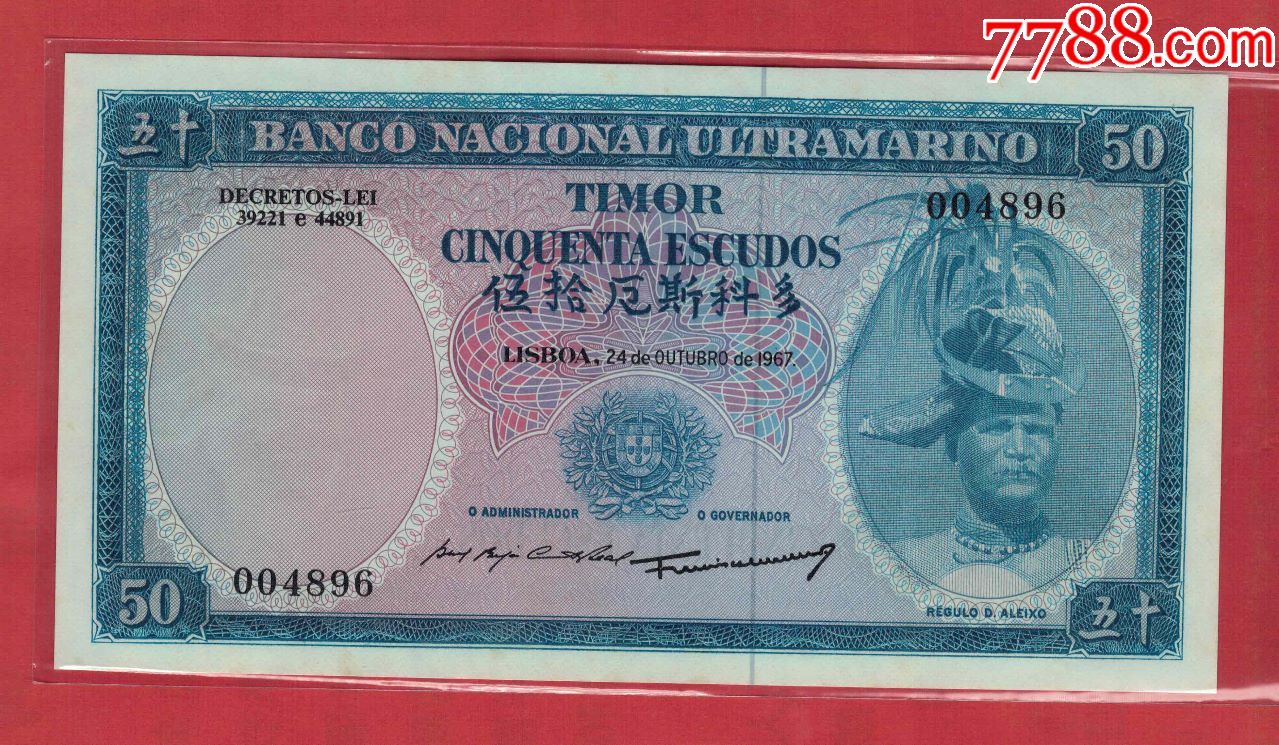 7788.com
五十 BANCO NACIONAL ULTRAMARINO 50
DECRETOS-LEI
39221 e 44891
TIMOR
004896
CINQUENTA ESCUDOS
伍拾厄斯科多
LISBOA, 24 de OUTUBRO de 1967.
O ADMINISTRADOR O GOVERNADOR
004896
REGULO D. ALEIXO
50 五十